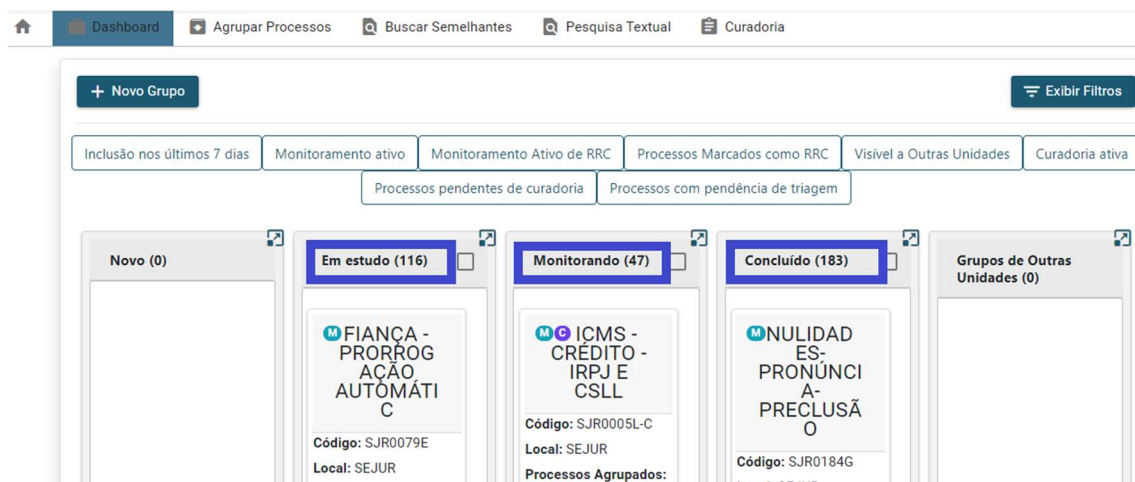 Dashboard Agrupar Processos Buscar Semelhantes Pesquisa Textual Curadoria
+ Novo Grupo Exibir Filtros
Inclusão nos últimos 7 dias Monitoramento ativo Monitoramento Ativo de RRC Processos Marcados como RRC Visível a Outras Unidades Curadoria ativa
Processos pendentes de curadoria Processos com pendência de triagem
Novo (0)
Em estudo (116)
M FIANÇA -
PRORROG
AÇÃO
AUTOMÁTI
C
Código: SJR0079E
Local: SEJUR
Monitorando (47)
M C ICMS -
CRÉDITO -
IRPJ E
CSLL
Código: SJR0005L-C
Local: SEJUR
Processos Agrupados:
Concluído (183)
M NULIDAD
ES-
PRONÚNCI
A-
PRECLUSÃ
O
Código: SJR0184G
Grupos de Outras
Unidades (0)